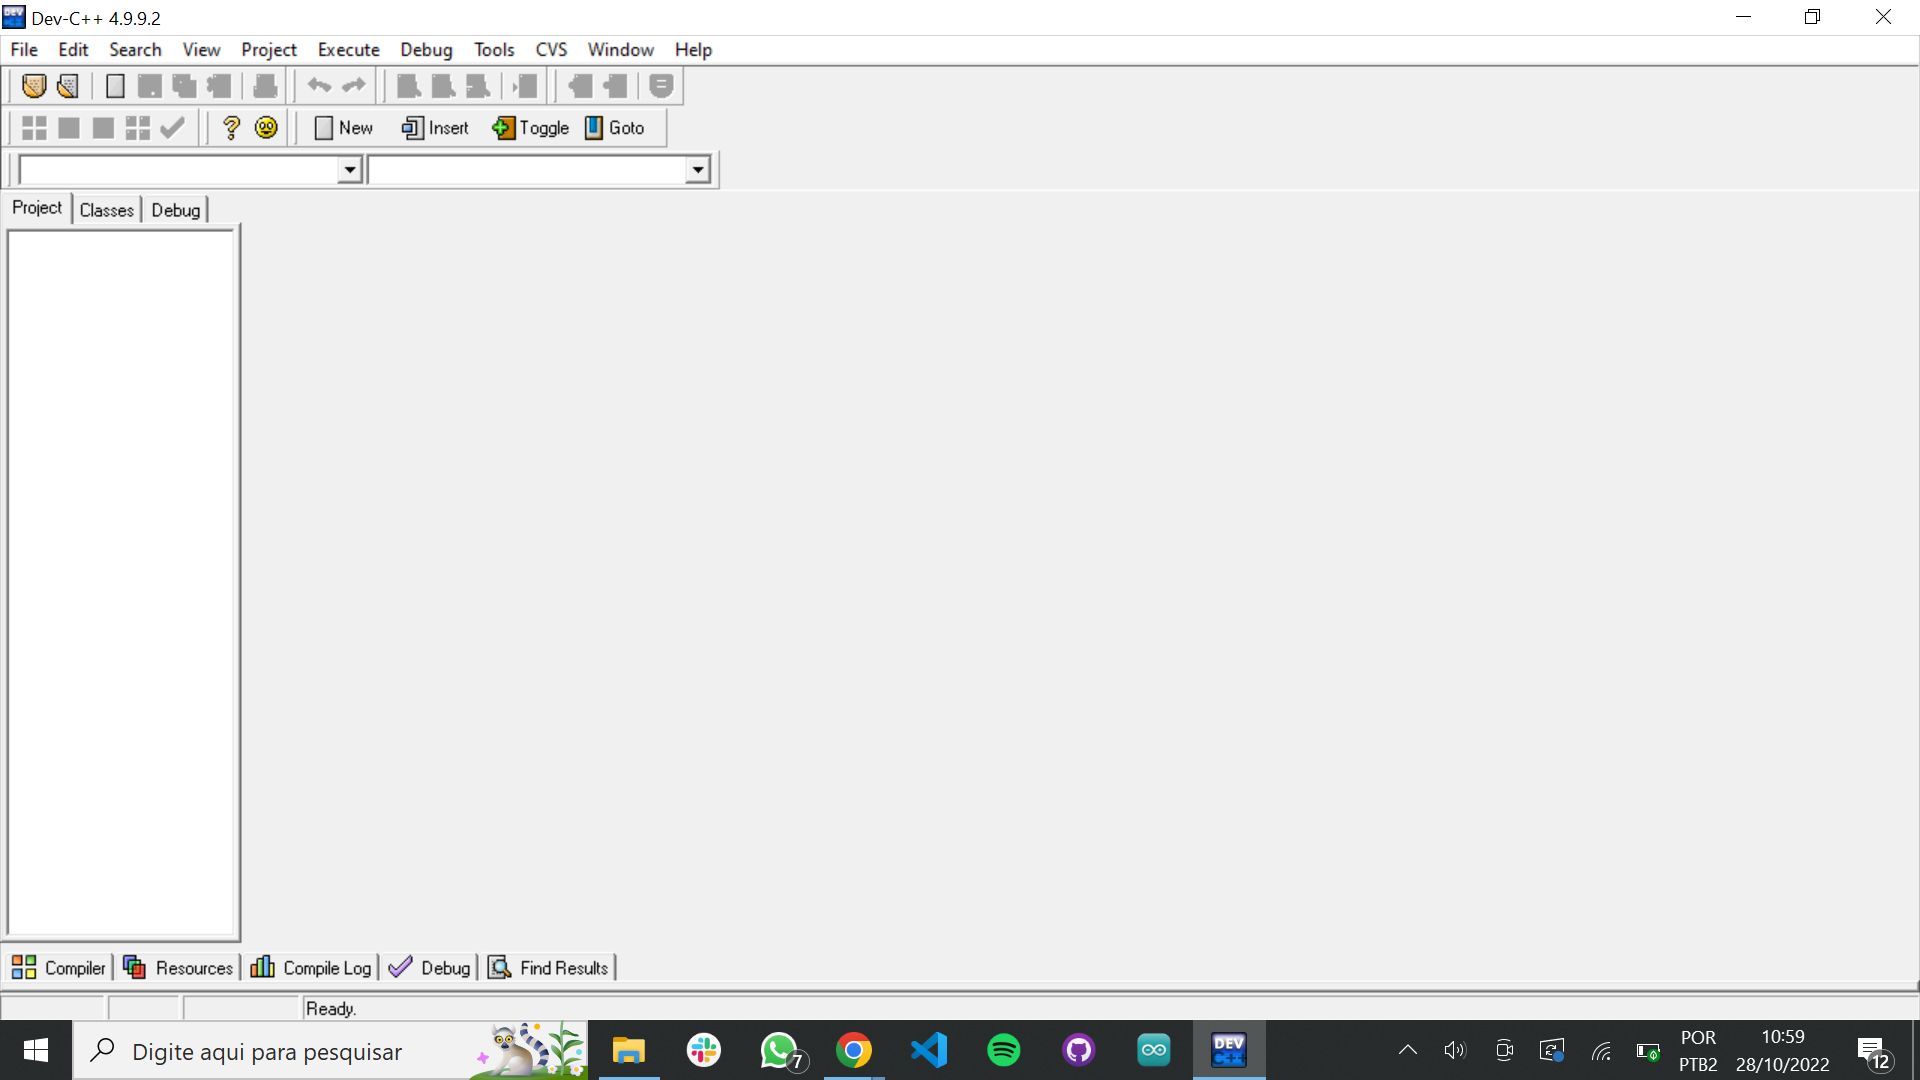 Dev-C++ 4.9.9.2
File Edit Search View Project Execute Debug Tools CVS Window Help
New Insert Toggle Goto
Project Classes Debug
Compiler Resources Compile Log Debug Find Results
Ready.
Digite aqui para pesquisar
7
DEV
C++
POR
PTB2
10:59
28/10/2022
12